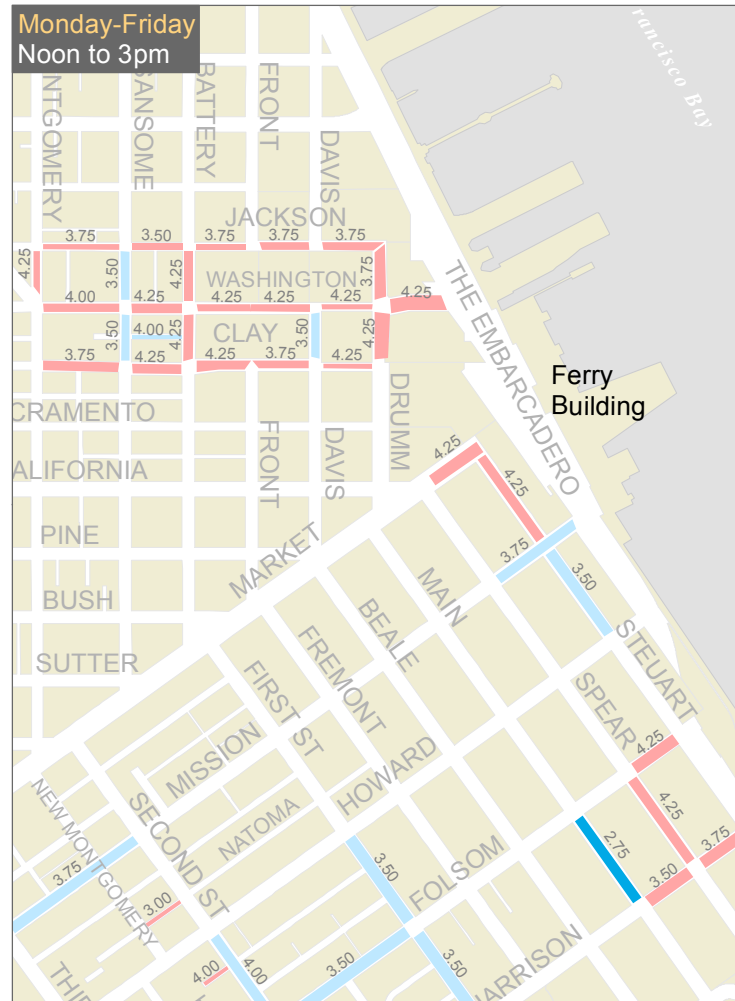 Monday-Friday
Noon to 3pm
rancisco Bay
NTGOMERY
SANSOME
BATTERY
FRONT
DAVIS
JACKSON
3.75
3.50
3.75
3.75
3.75
4.25
3.50
4.25
WASHINGTON
3.75
4.00
4.25
4.25
4.25
4.25
4.25
THE EMBARCADERO
3.50
4.00
4.25
CLAY
3.50
4.25
3.75
4.25
4.25
3.75
4.25
Ferry
Building
CRAMENTO
FRONT
DAVIS
DRUMM
ALIFORNIA
4.25
4.25
PINE
MARKET
3.75
3.50
BUSH
MAIN
BEALE
SUTTER
FREMONT
FIRST ST
STEUART
SPEAR
MISSION
HOWARD
4.25
NEW MONTGOMERY
SECOND ST
NATOMA
4.25
2.75
3.75
3.75
3.50
FOLSOM
3.50
3.00
4.00
4.00
3.50
3.50
ARRISON
THI